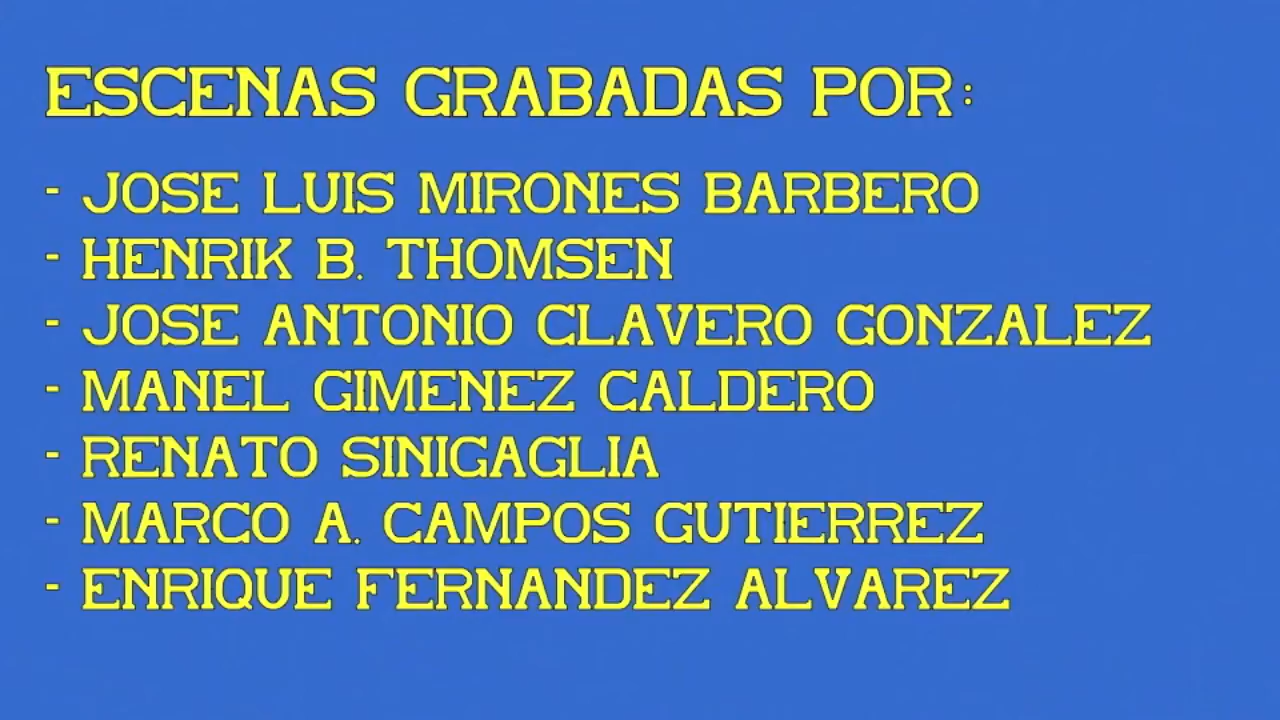 ESCENAS GRABADAS POR:
- JOSE LUIS MIRONES BARBERO
- HENRIK B. THOMSEN
- JOSE ANTONIO CLAVERO GONZALEZ
- MANEL GIMENEZ CALDERO
- RENATO SINIGAGLIA
- MARCO A. CAMPOS GUTIERREZ
- ENRIQUE FERNANDEZ ALVAREZ